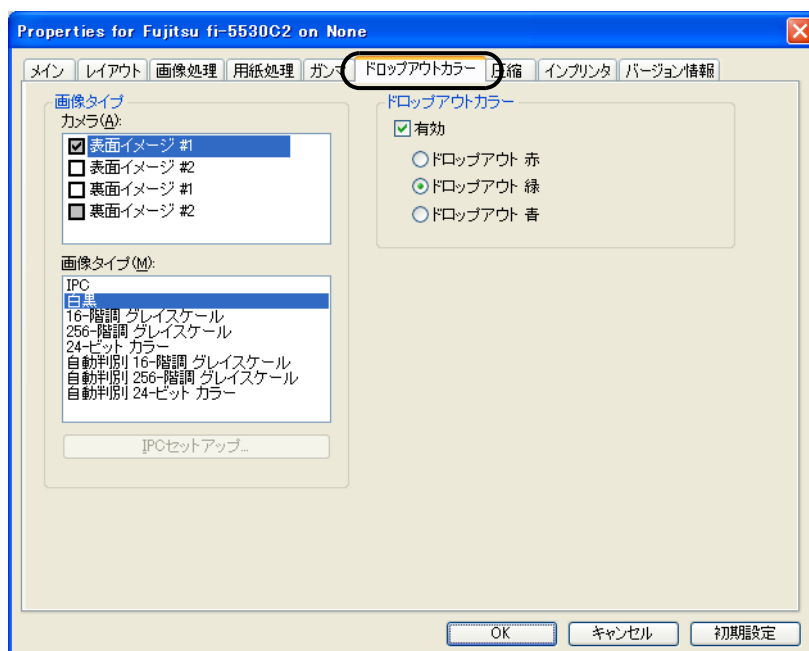 Properties for Fujitsu fi-5530C2 on None
メイン レイアウト 画像処理 用紙処理 ガンマ ドロップアウトカラー 圧縮 インプリンタ バージョン情報
画像タイプ
カメラ(A):
表面イメージ #1
表面イメージ #2
裏面イメージ #1
裏面イメージ #2
画像タイプ(M):
IPC
白黒
16-階調 グレイスケール
256-階調 グレイスケール
24-ビット カラー
自動判別 16-階調 グレイスケール
自動判別 256-階調 グレイスケール
自動判別 24-ビット カラー
IPCセットアップ...
ドロップアウトカラー
有効
ドロップアウト 赤
ドロップアウト 緑
ドロップアウト 青
OK キャンセル 初期設定